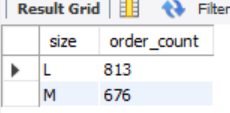 Result Grid Filter
size order_count
L 813
M 676